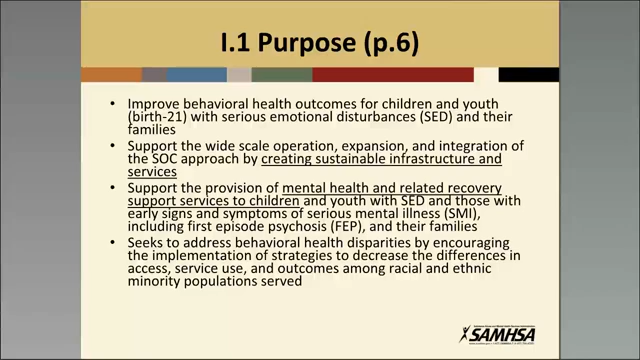 I.1 Purpose (p.6)
• Improve behavioral health outcomes for children and youth
(birth-21) with serious emotional disturbances (SED) and their
families
• Support the wide scale operation, expansion, and integration of
the SOC approach by creating sustainable infrastructure and
services
• Support the provision of mental health and related recovery
support services to children and youth with SED and those with
early signs and symptoms of serious mental illness (SMI),
including first episode psychosis (FEP), and their families
• Seeks to address behavioral health disparities by encouraging
the implementation of strategies to decrease the differences in
access, service use, and outcomes among racial and ethnic
minority populations served
SAMHSA